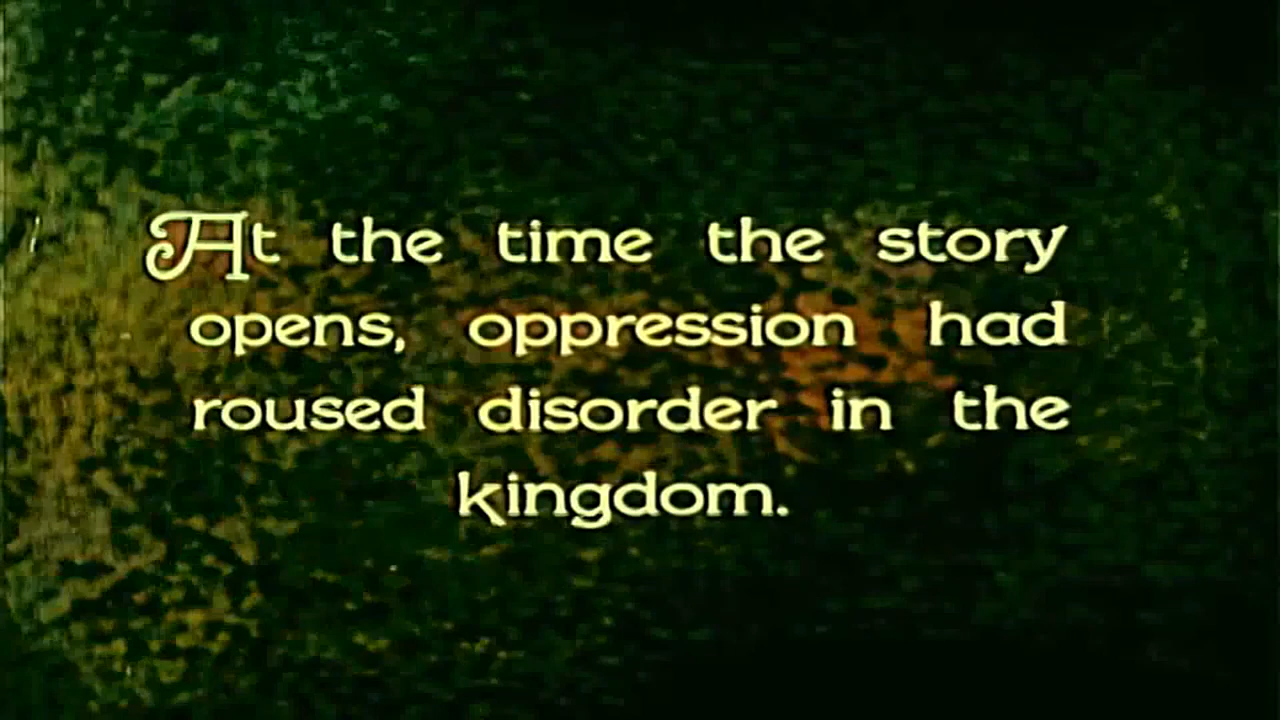 At the time the story
opens, oppression had
roused disorder in the
kingdom.